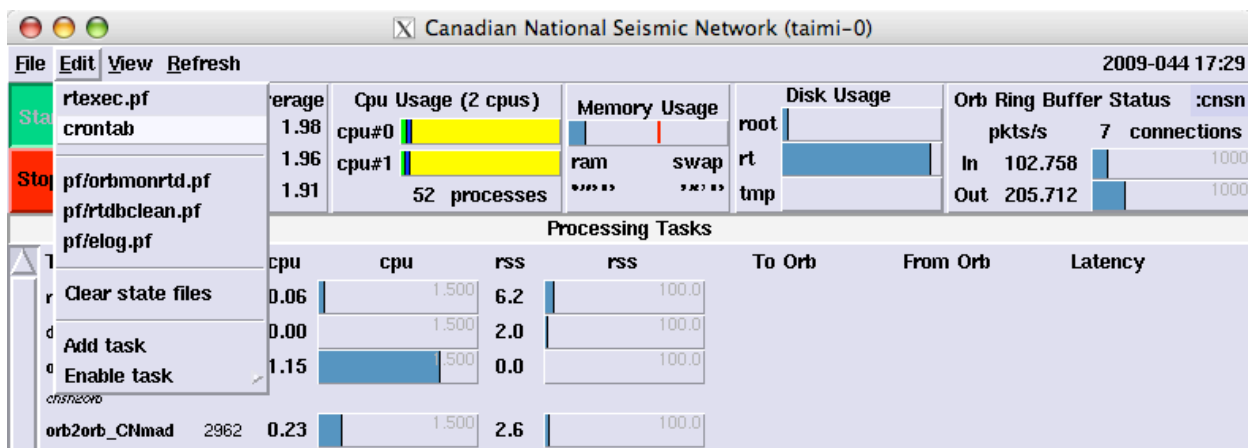 X Canadian National Seismic Network (taimi-0)
File Edit View Refresh 2009-044 17:29
rtexec.pf
crontab
pf/orbmonrtd.pf
pf/rtdbclean.pf
pf/elog.pf
Clear state files
Add task
Enable task
erage
1.98
1.96
1.91
Cpu Usage (2 cpus)
cpu#0
cpu#1
52 processes
Memory Usage
ram swap
Disk Usage
root
rt
tmp
Orb Ring Buffer Status :cnsn
pkts/s 7 connections
In 102.758 1000
Out 205.712 1000
Processing Tasks
cpu cpu rss rss To Orb From Orb Latency
0.06 1.500 6.2 100.0
0.00 1.500 2.0 100.0
1.15 1.500 0.0 100.0
cnsn2orb
orb2orb_CNmad 2962 0.23 1.500 2.6 100.0